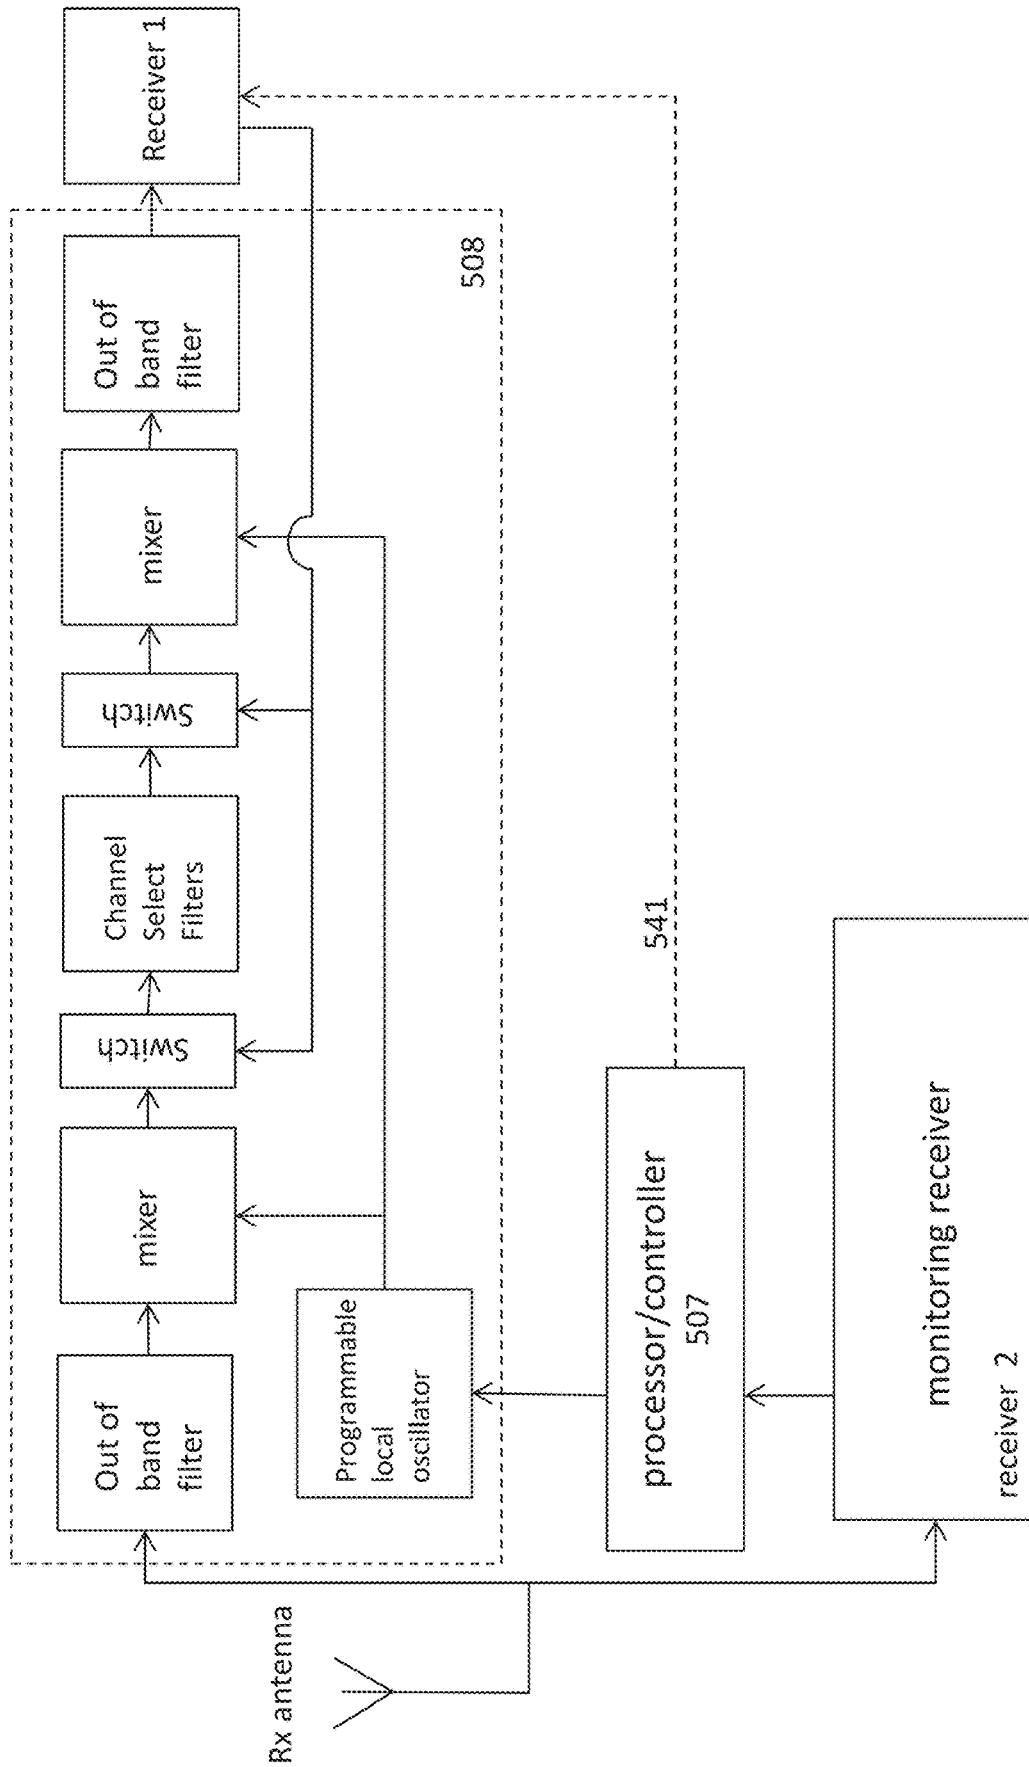 Out of
band
filter
mixer
Switch
Channel
Select
Filters
Switch
mixer
Out of
band
filter
Receiver 1
Programmable
local
oscillator
508
Rx antenna
processor/controller
507
541
monitoring receiver
receiver 2